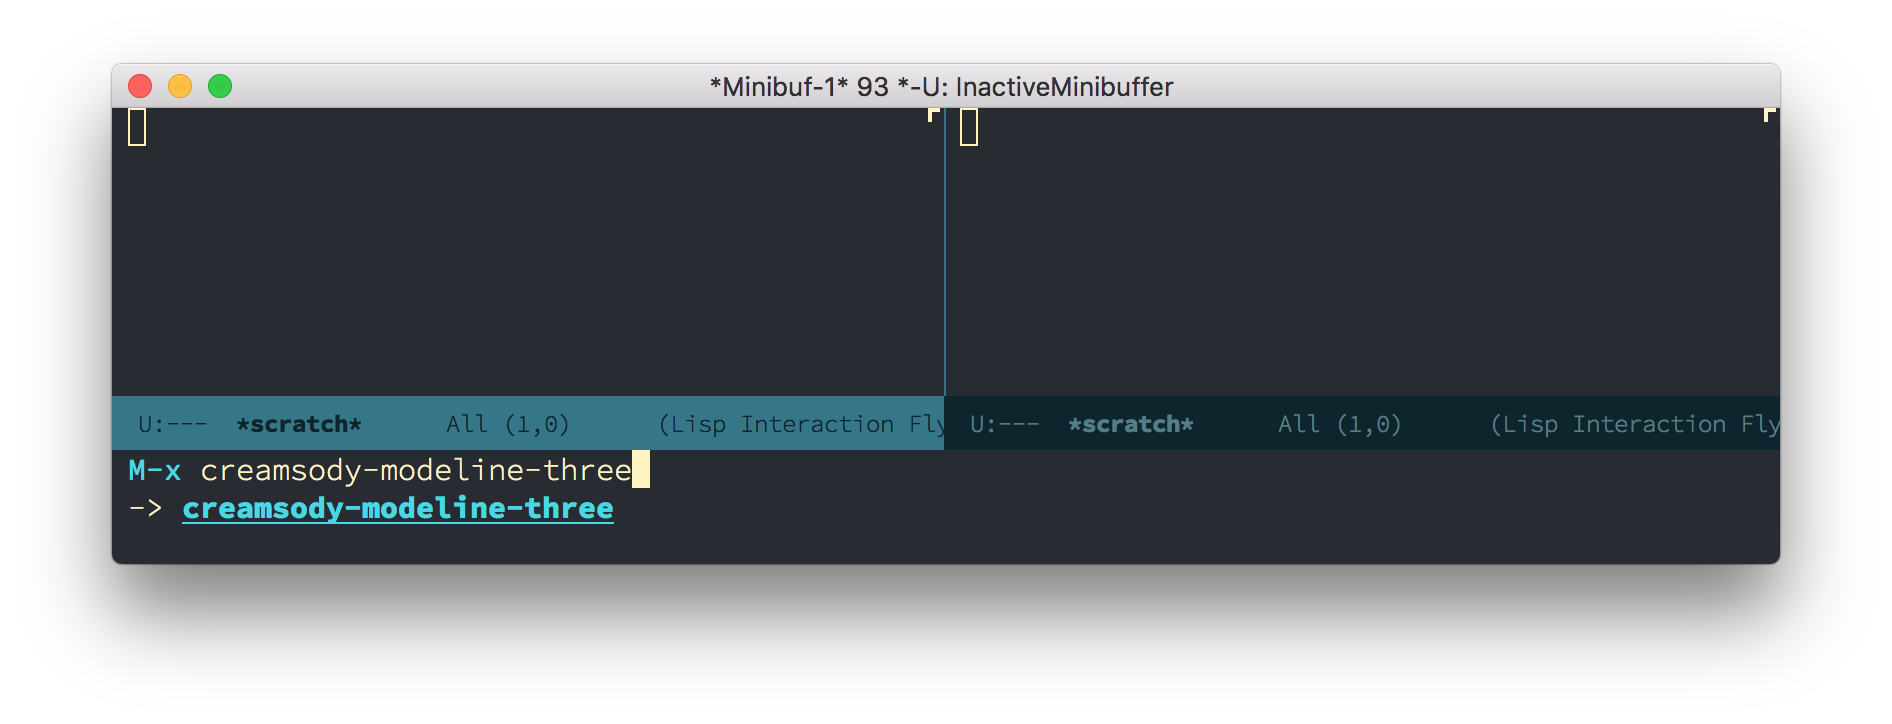 *Minibuf-1* 93 *-U: InactiveMinibuffer
U:---  *scratch*      All (1,0)      (Lisp Interaction Fly
U:---  *scratch*      All (1,0)      (Lisp Interaction Fly
M-x creamsody-modeline-three
-> creamsody-modeline-three